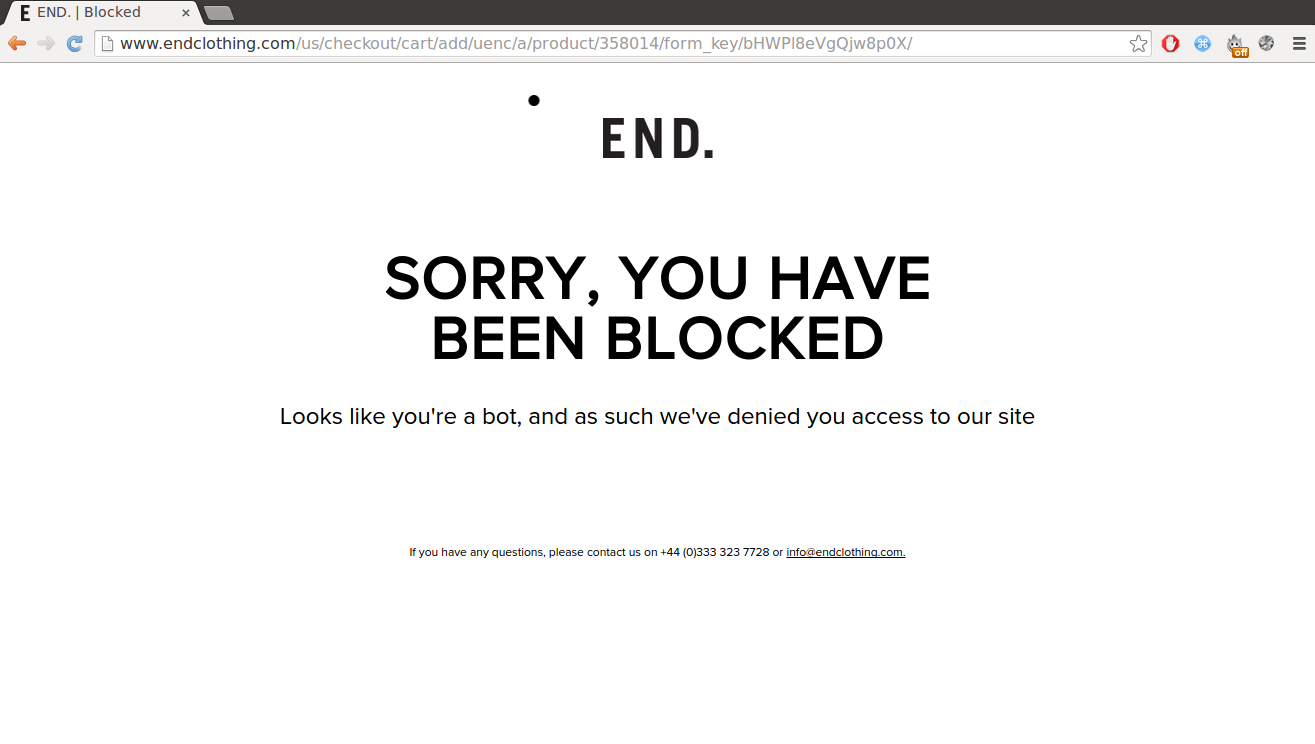 END. | Blocked
www.endclothing.com/us/checkout/cart/add/uenc/a/product/358014/form_key/bHWPl8eVgQjw8p0X/
off
END.
SORRY, YOU HAVE
BEEN BLOCKED
Looks like you're a bot, and as such we've denied you access to our site
If you have any questions, please contact us on +44 (0)333 323 7728 or info@endclothing.com.